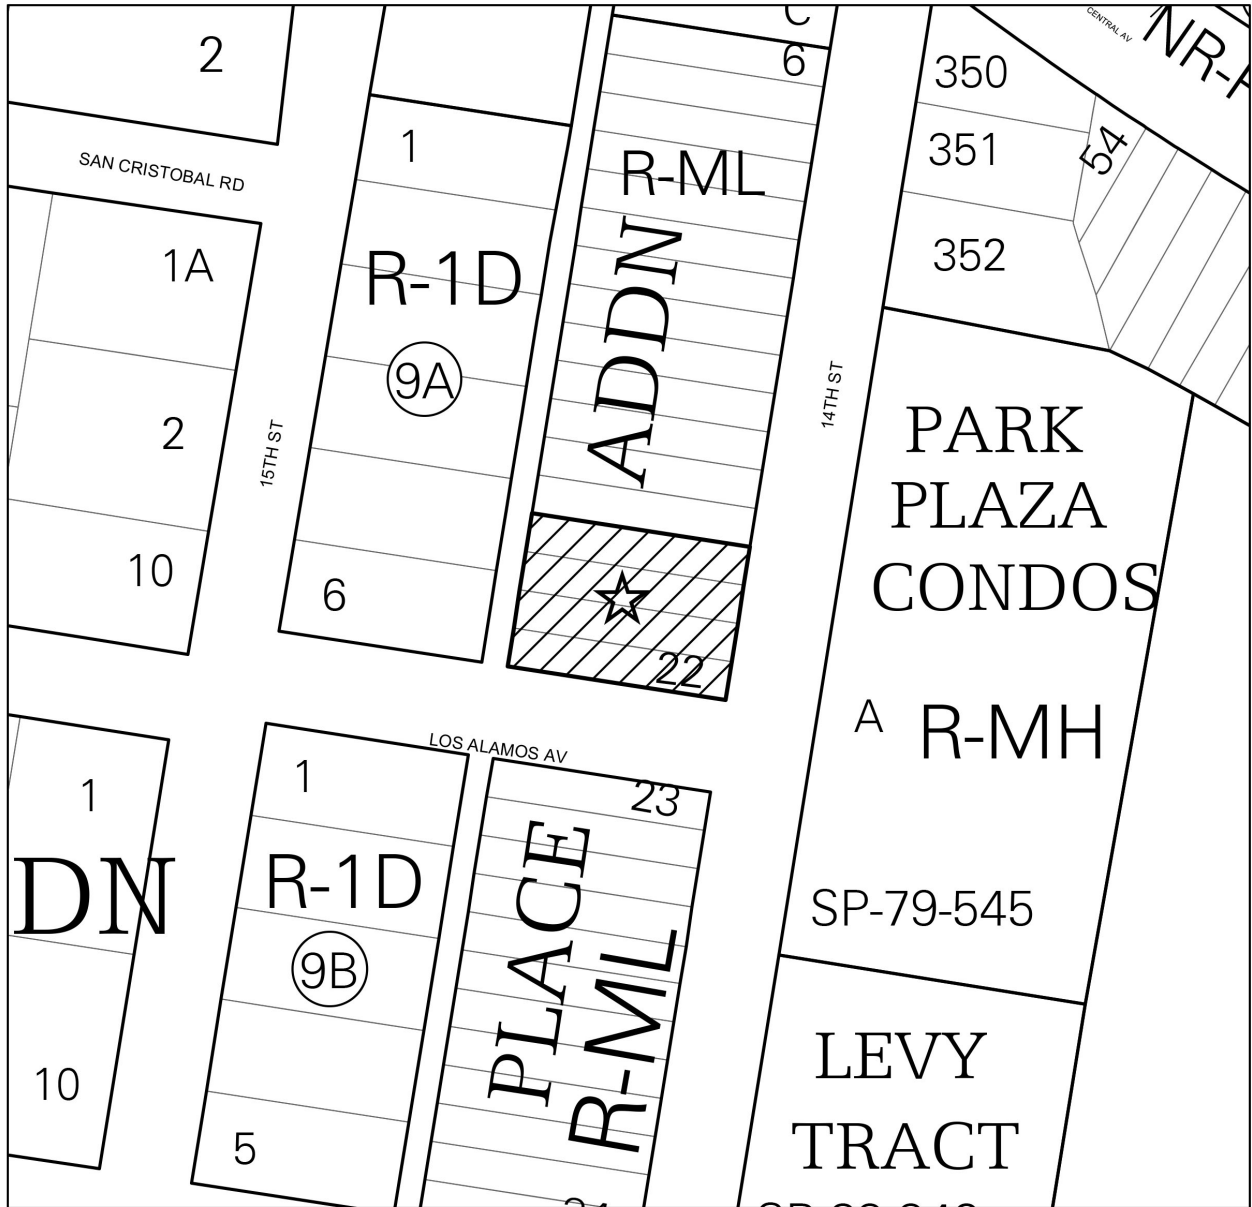 2
C
6
350
CENTRAL AV
SAN CRISTOBAL RD
1
R-ML
351
54
1A
R-1D
ADDN
352
9A
2
15TH ST
14TH ST
PARK
PLAZA
CONDOS
10
6
22
A
R-MH
LOS ALAMOS AV
1
1
23
DN
R-1D
PLACE
R-ML
SP-79-545
9B
LEVY
10
TRACT
5